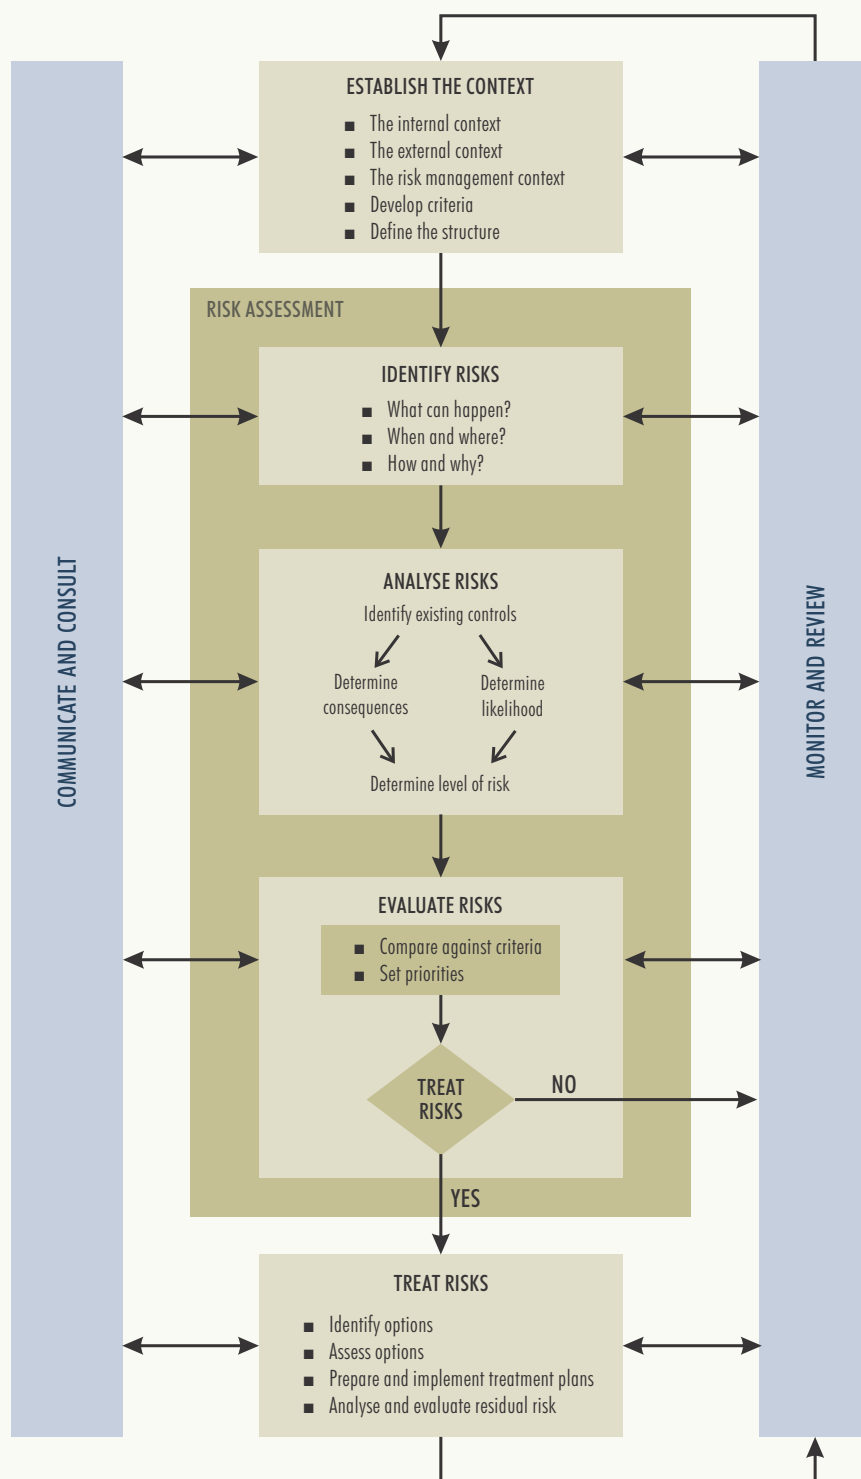 ESTABLISH THE CONTEXT
■ The internal context
■ The external context
■ The risk management context
■ Develop criteria
■ Define the structure
RISK ASSESSMENT
IDENTIFY RISKS
■ What can happen?
■ When and where?
■ How and why?
COMMUNICATE AND CONSULT
MONITOR AND REVIEW
ANALYSE RISKS
Identify existing controls
Determine
consequences
Determine
likelihood
Determine level of risk
EVALUATE RISKS
■ Compare against criteria
■ Set priorities
TREAT
RISKS
NO
YES
TREAT RISKS
■ Identify options
■ Assess options
■ Prepare and implement treatment plans
■ Analyse and evaluate residual risk